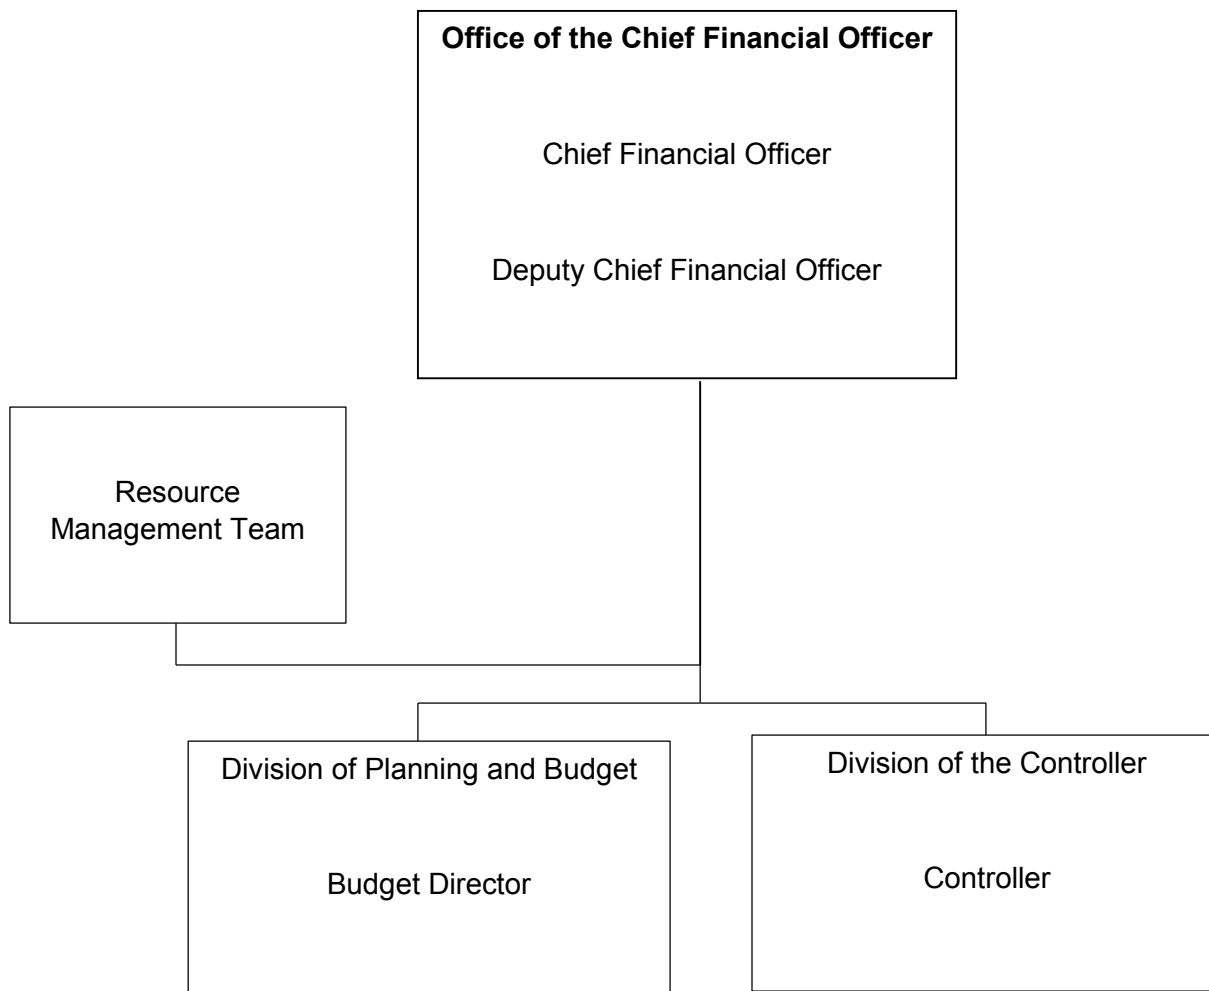 Office of the Chief Financial Officer
Chief Financial Officer
Deputy Chief Financial Officer
Resource
Management Team
Division of Planning and Budget
Budget Director
Division of the Controller
Controller